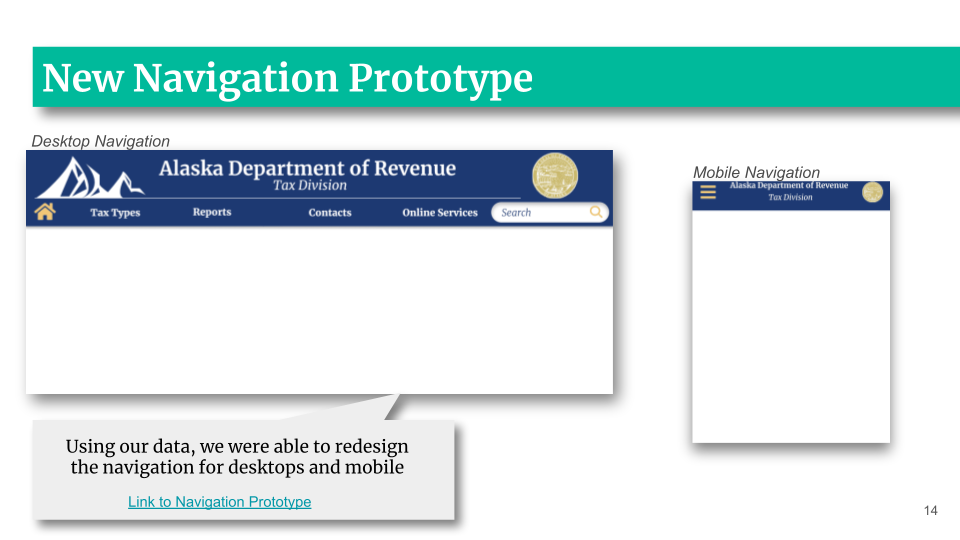 New Navigation Prototype
Desktop Navigation
Alaska Department of Revenue
Tax Division
Tax Types
Reports
Contacts
Online Services
Search
Mobile Navigation
Alaska Department of Revenue
Tax Division
Using our data, we were able to redesign
the navigation for desktops and mobile
Link to Navigation Prototype
14